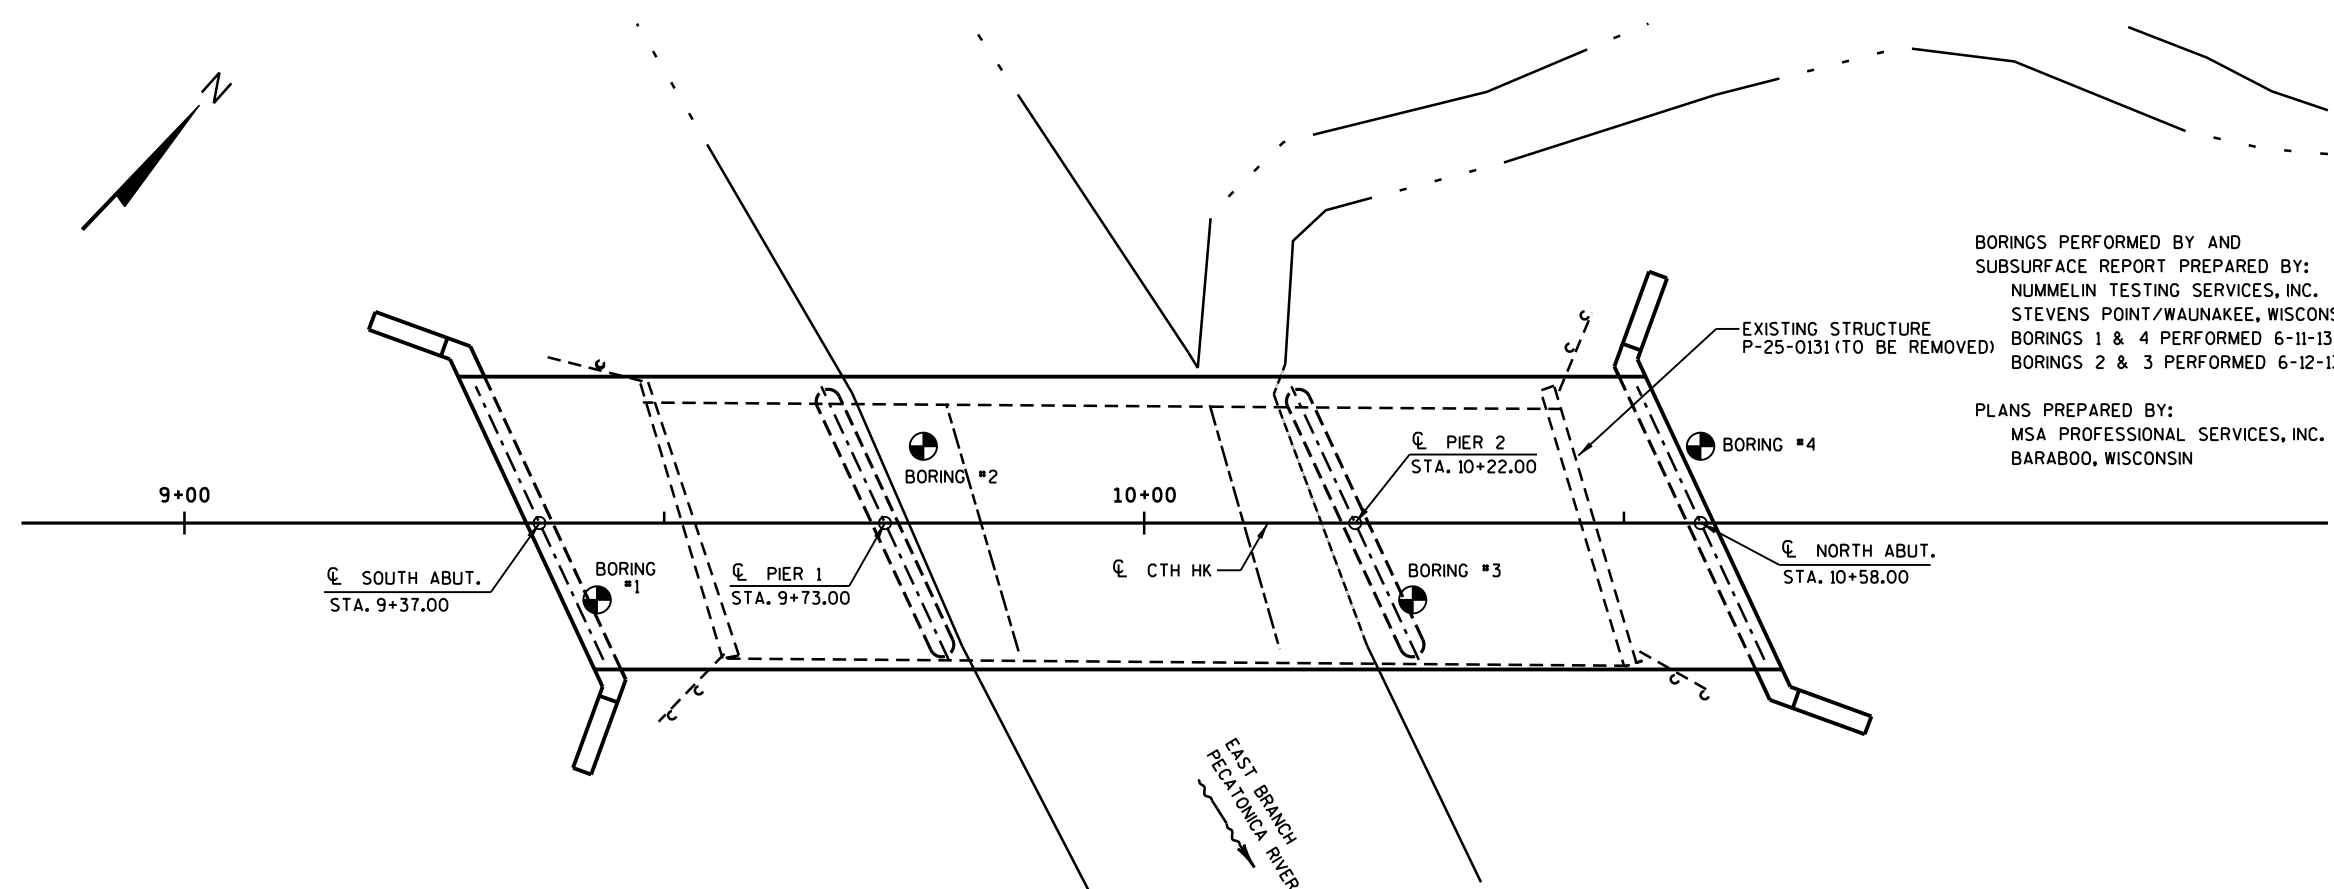 N
BORINGS PERFORMED BY AND
SUBSURFACE REPORT PREPARED BY:
NUMMELIN TESTING SERVICES, INC.
STEVENS POINT/WAUNAKEE, WISCONS
BORINGS 1 & 4 PERFORMED 6-11-13
BORINGS 2 & 3 PERFORMED 6-12-1
PLANS PREPARED BY:
MSA PROFESSIONAL SERVICES, INC.
BARABOO, WISCONSIN
EXISTING STRUCTURE
P-25-0131 (TO BE REMOVED)
℄ PIER 2
STA. 10+22.00
BORING #4
BORING #2
9+00
10+00
℄ NORTH ABUT.
STA. 10+58.00
℄ SOUTH ABUT.
STA. 9+37.00
BORING
#1
℄ PIER 1
STA. 9+73.00
℄ CTH HK
BORING #3
EAST BRANCH
PECATONICA RIVER